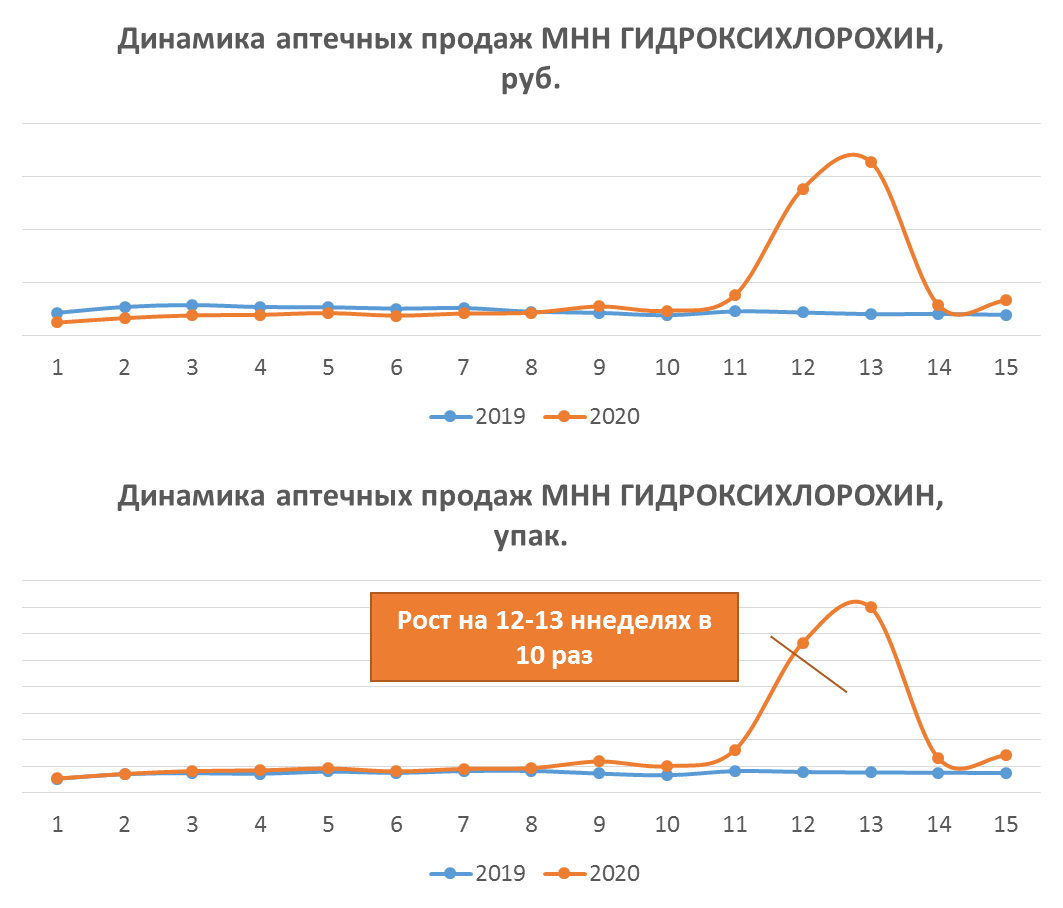 Динамика аптечных продаж МНН ГИДРОКСИХЛОРОХИН,
руб.
1 2 3 4 5 6 7 8 9 10 11 12 13 14 15
2019 2020
Динамика аптечных продаж МНН ГИДРОКСИХЛОРОХИН,
упак.
Рост на 12-13 ннеделях в
10 раз
1 2 3 4 5 6 7 8 9 10 11 12 13 14 15
2019 2020